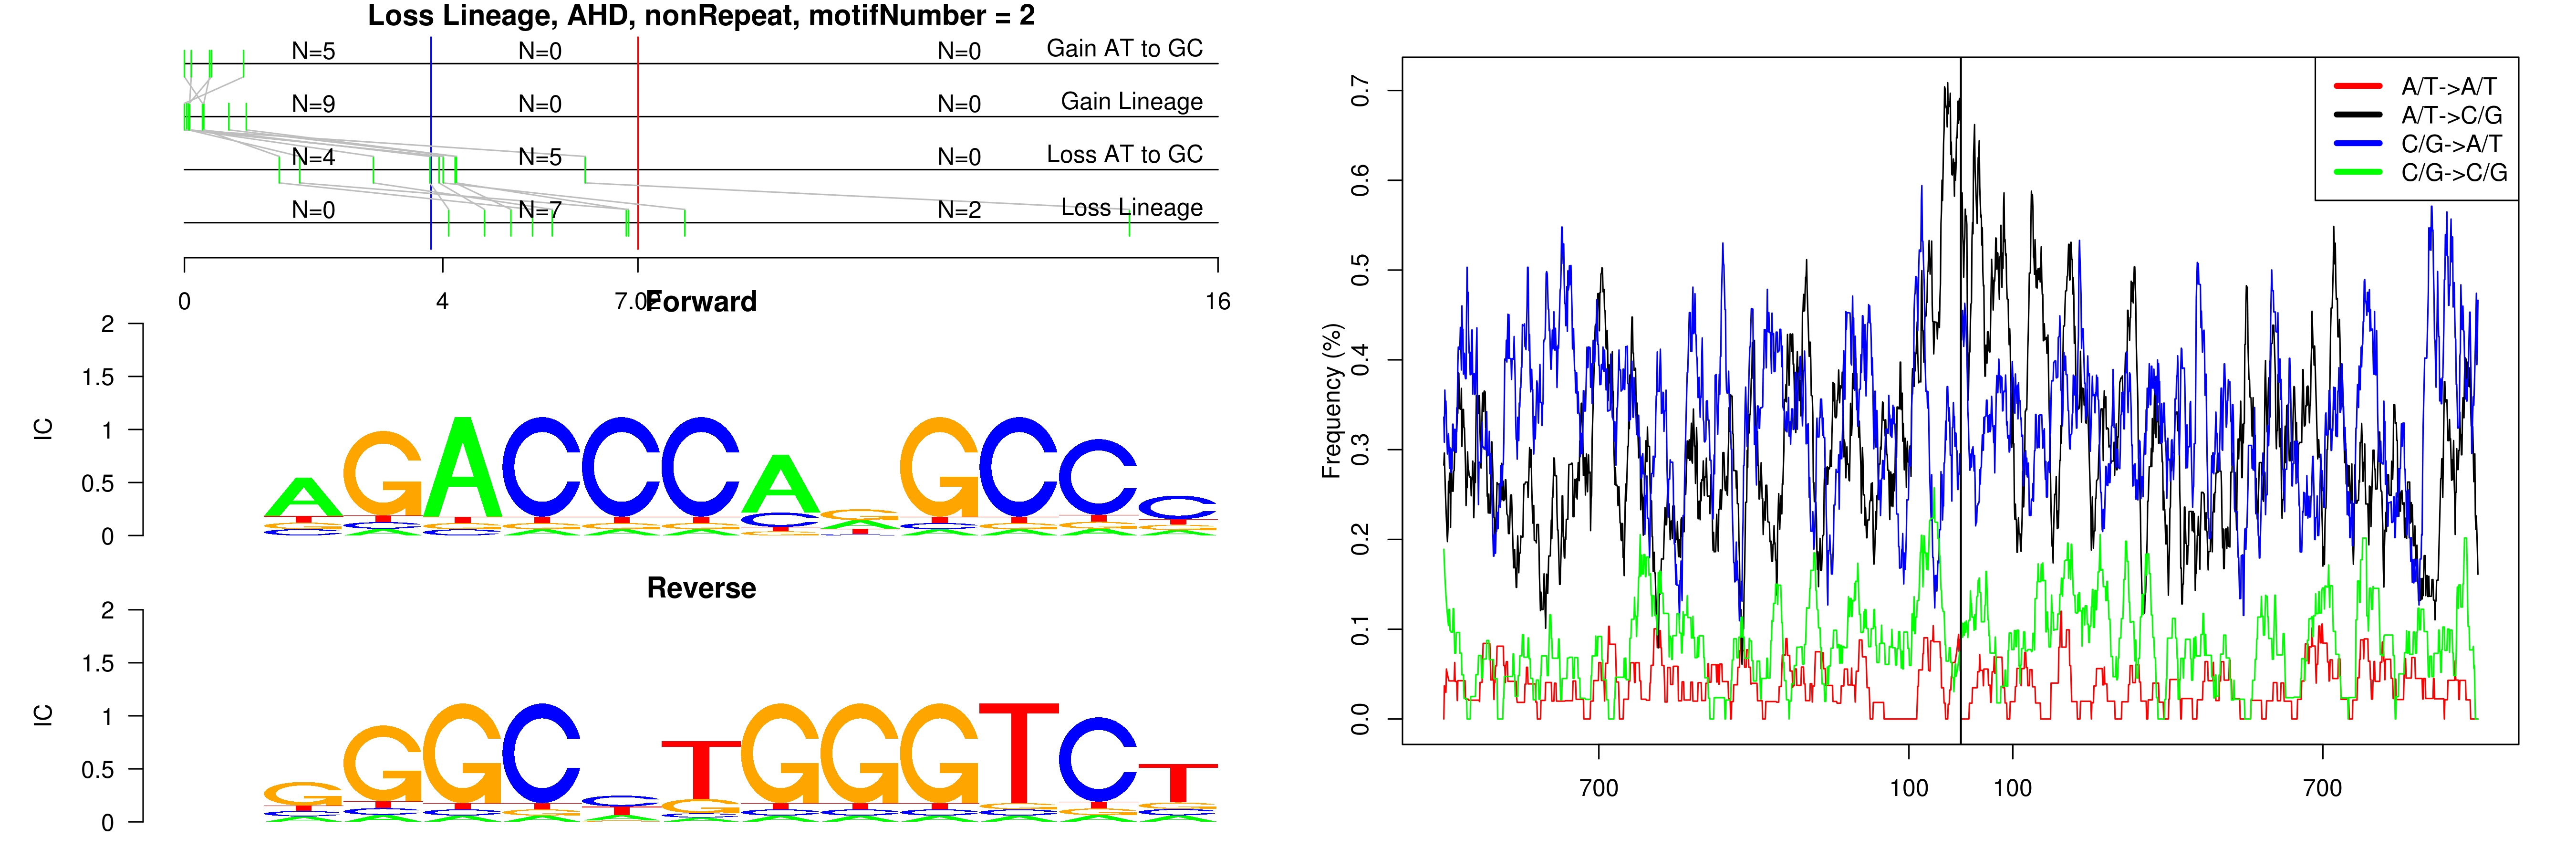 Loss Lineage, AHD, nonRepeat, motifNumber = 2
N=5 N=0 N=0 Gain AT to GC
N=9 N=0 N=0 Gain Lineage
N=4 N=5 N=0 Loss AT to GC
N=0 N=7 N=2 Loss Lineage
0 4 7.02 16
Forward
2
1.5
1
0.5
0
IC
AGACCCAGGCCC
Reverse
2
1.5
1
0.5
0
IC
GGGCCTGGGTCT
0.7
0.6
0.5
0.4
0.3
0.2
0.1
0.0
Frequency (%)
A/T->A/T
A/T->C/G
C/G->A/T
C/G->C/G
700 100 100 700